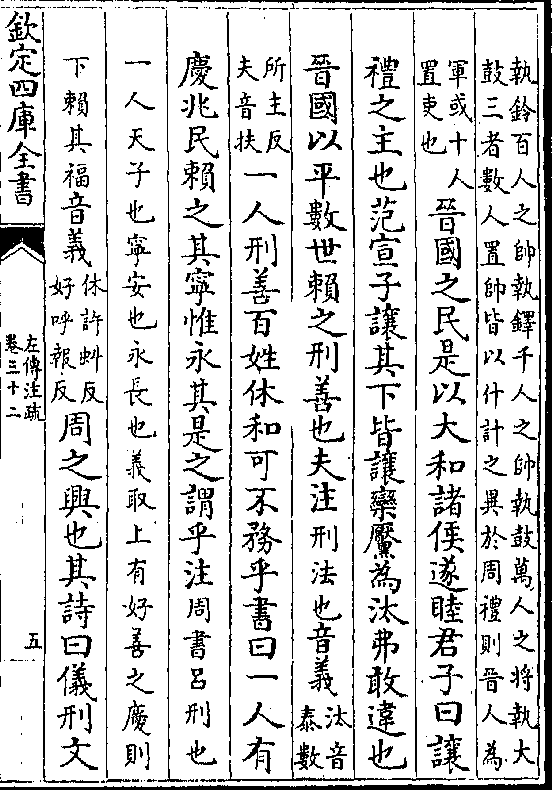 執鈴百人之帥執鐸千人之帥執鼓萬人之將執大
鼓三者數人置帥皆以什計之異於周禮則晉人為
軍或十人
置吏也
晉國之民是以大和諸侯遂睦君子曰讓
禮之主也范宣子讓其下皆讓欒黶為汰弗敢違也
晉國以平數世賴之刑善也夫注刑法也音義
汰音
泰數
所主反
夫音扶
一人刑善百姓休和可不務乎書曰一人有
慶兆民賴之其寧惟永其是之謂乎注周書呂刑也
一人天子也寧安也永長也義取上有好善之慶則
下賴其福音義
休許蚪反
好呼報反
周之興也其詩曰儀刑文
欽定四庫全書
左傳注疏
卷三十二
五